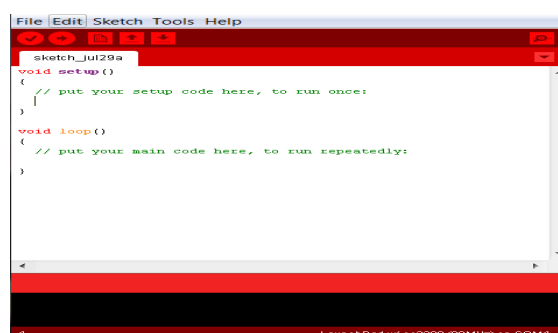 File Edit Sketch Tools Help
sketch_jul29a
void setup()
{
// put your setup code here, to run once:
}
void loop()
{
// put your main code here, to run repeatedly:
}